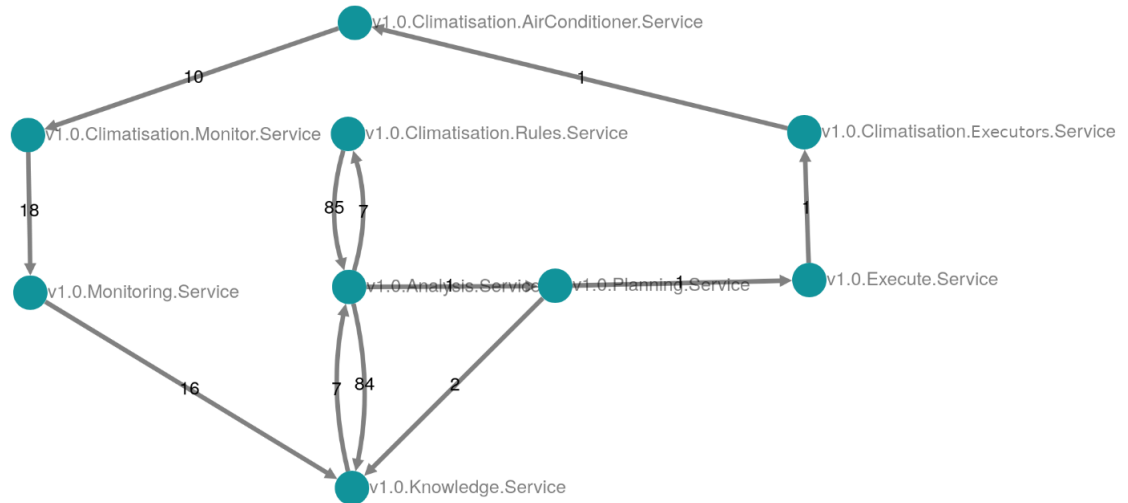 v1.0.Climatisation.AirConditioner.Service
10
1
v1.0.Climatisation.Monitor.Service
v1.0.Climatisation.Rules.Service
v1.0.Climatisation.Executors.Service
18
85
7
1
v1.0.Monitoring.Service
v1.0.Analysis.Service
1
v1.0.Planning.Service
1
v1.0.Execute.Service
16
7
84
2
v1.0.Knowledge.Service